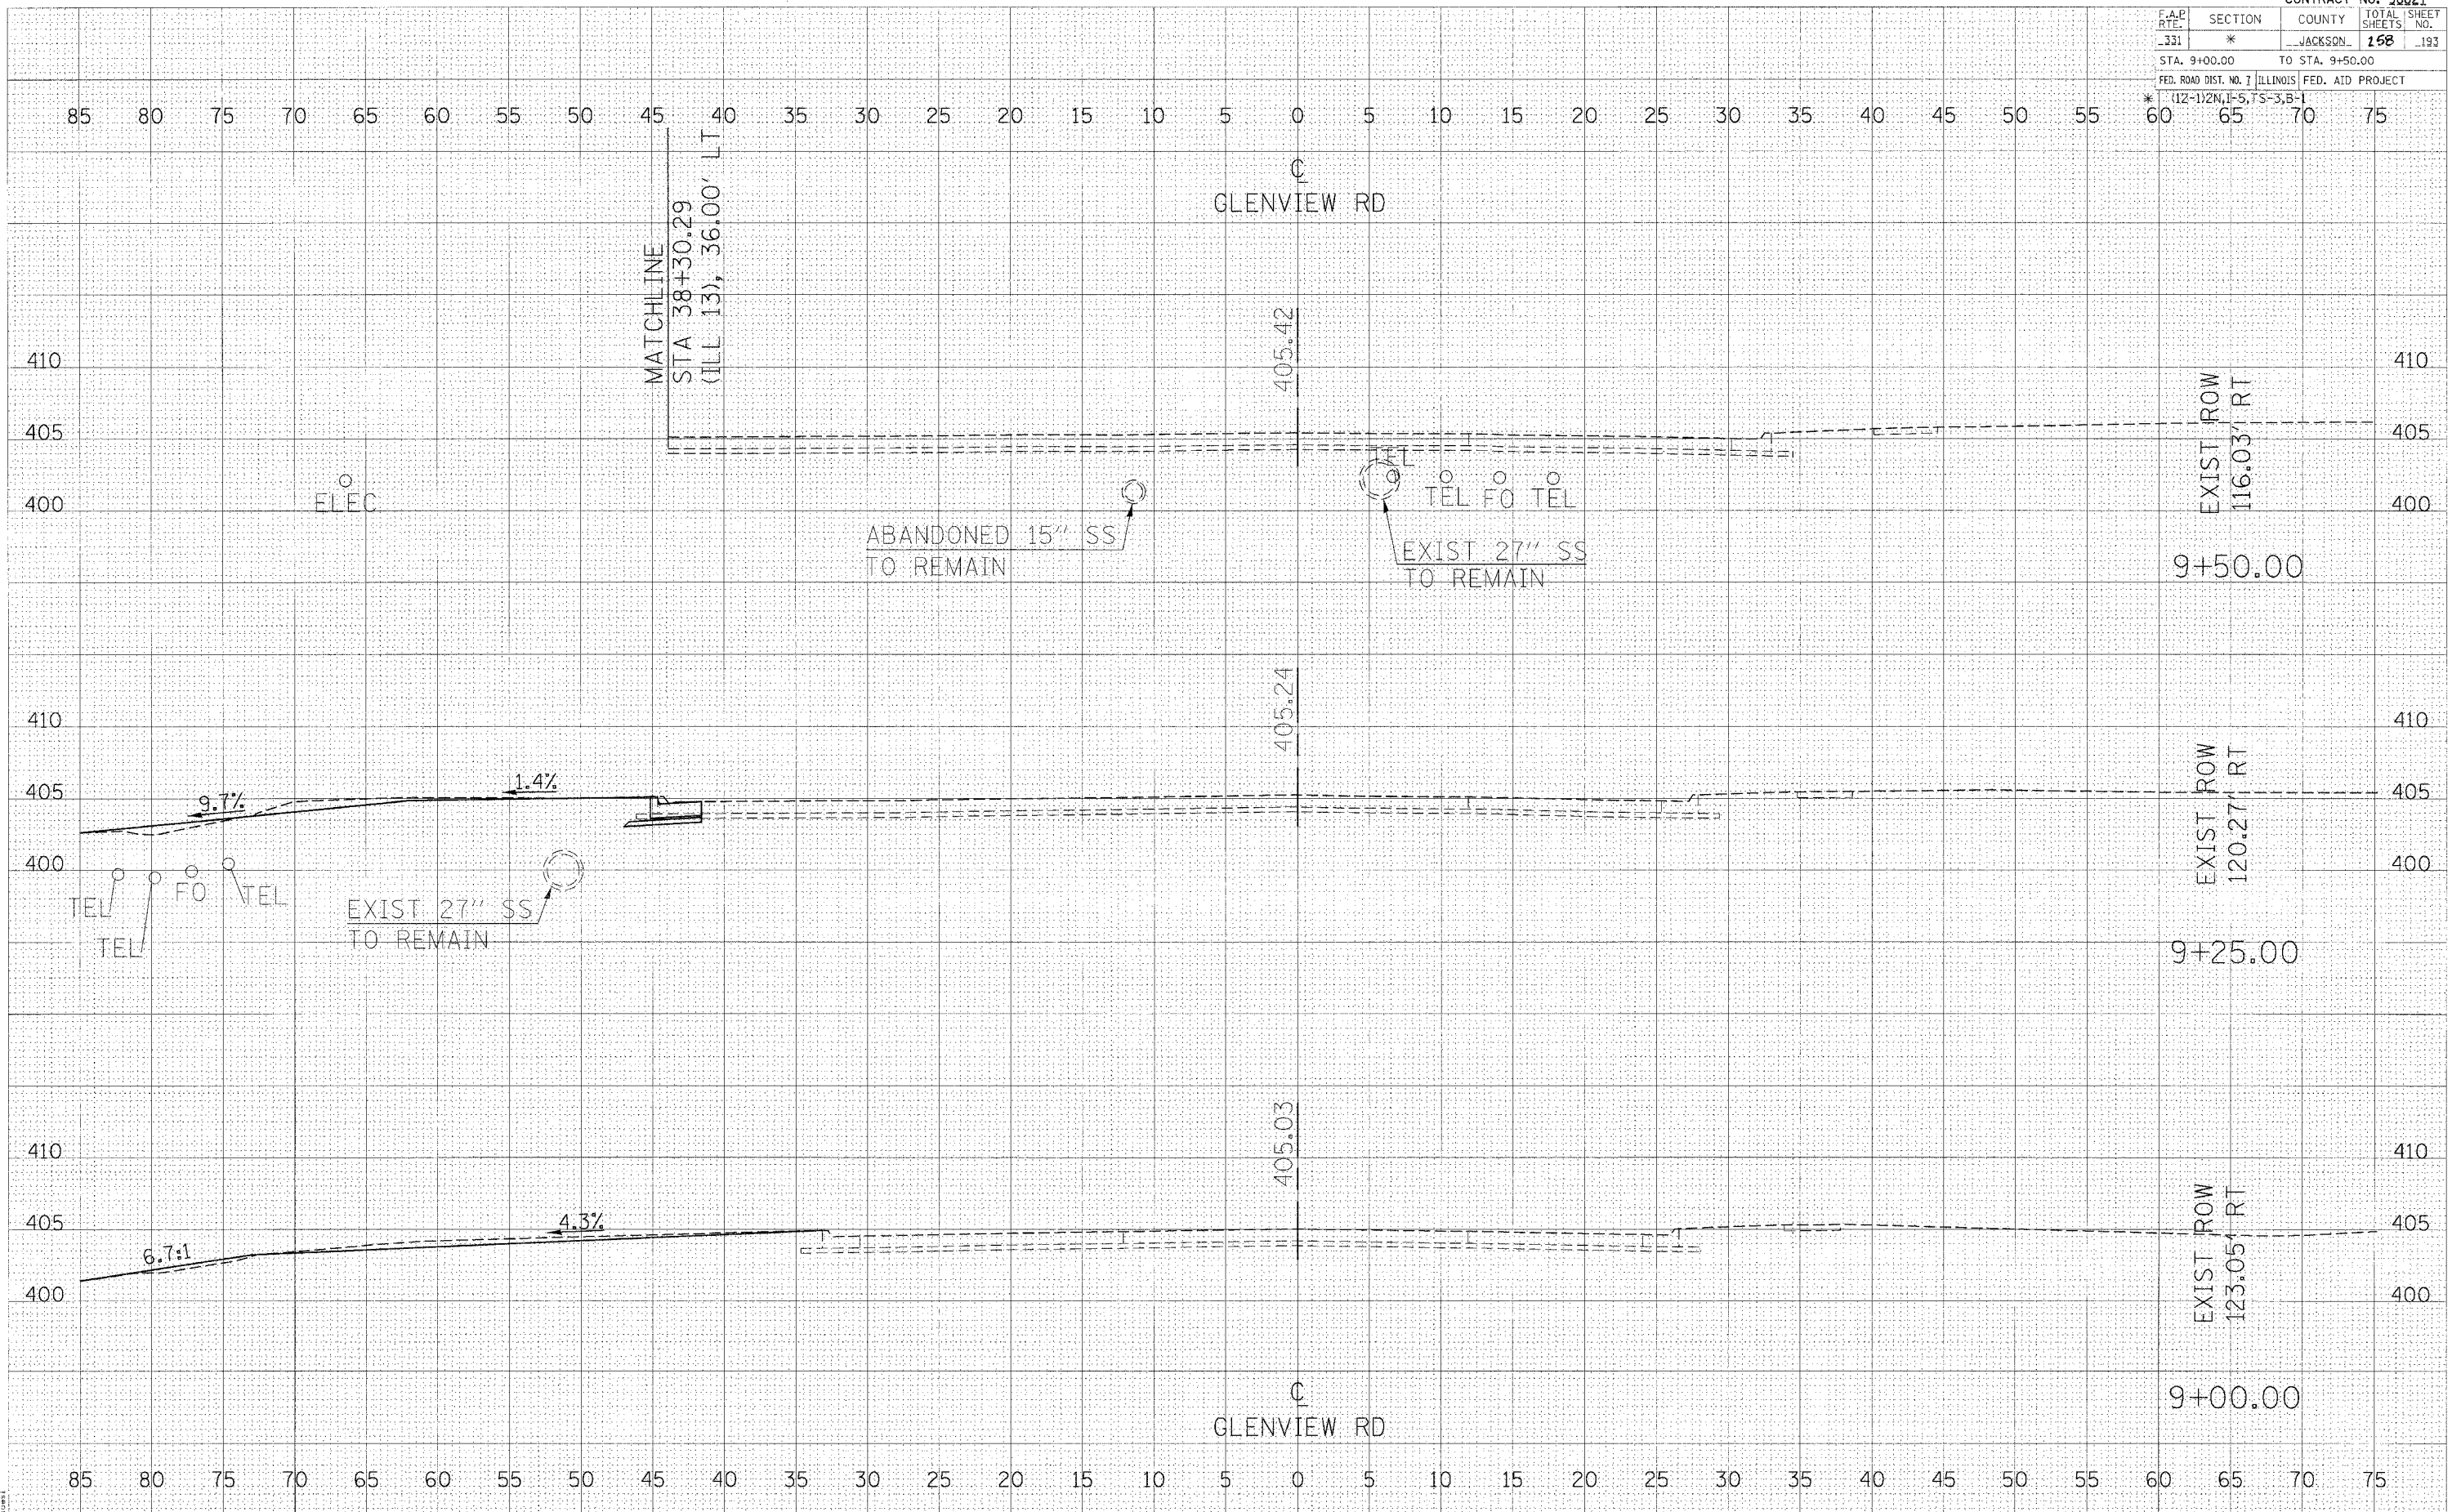 F.A.P. RTE. SECTION COUNTY TOTAL SHEETS SHEET NO.
331 * JACKSON 258 193
STA. 9+00.00 TO STA. 9+50.00
FED. ROAD DIST. NO. 7 ILLINOIS FED. AID PROJECT
* (12-1)2N,I-5,TS-3,B-1
85 80 75 70 65 60 55 50 45 40 35 30 25 20 15 10 5 0 5 10 15 20 25 30 35 40 45 50 55 60 65 70 75
℄
GLENVIEW RD
MATCHLINE
STA 38+30.29
(ILL 13), 36.00' LT
405.42
410 410
405 405
400 400
EXIST ROW
116.03' RT
ELEC
TEL
TEL FO TEL
ABANDONED 15" SS
TO REMAIN
EXIST 27" SS
TO REMAIN
9+50.00
405.24
410 410
405 405
400 400
9.7%
1.4%
EXIST ROW
120.27' RT
TEL
TEL
FO
TEL
EXIST 27" SS
TO REMAIN
9+25.00
405.03
410 410
405 405
400 400
6.7:1
4.3%
EXIST ROW
123.05' RT
9+00.00
℄
GLENVIEW RD
85 80 75 70 65 60 55 50 45 40 35 30 25 20 15 10 5 0 5 10 15 20 25 30 35 40 45 50 55 60 65 70 75